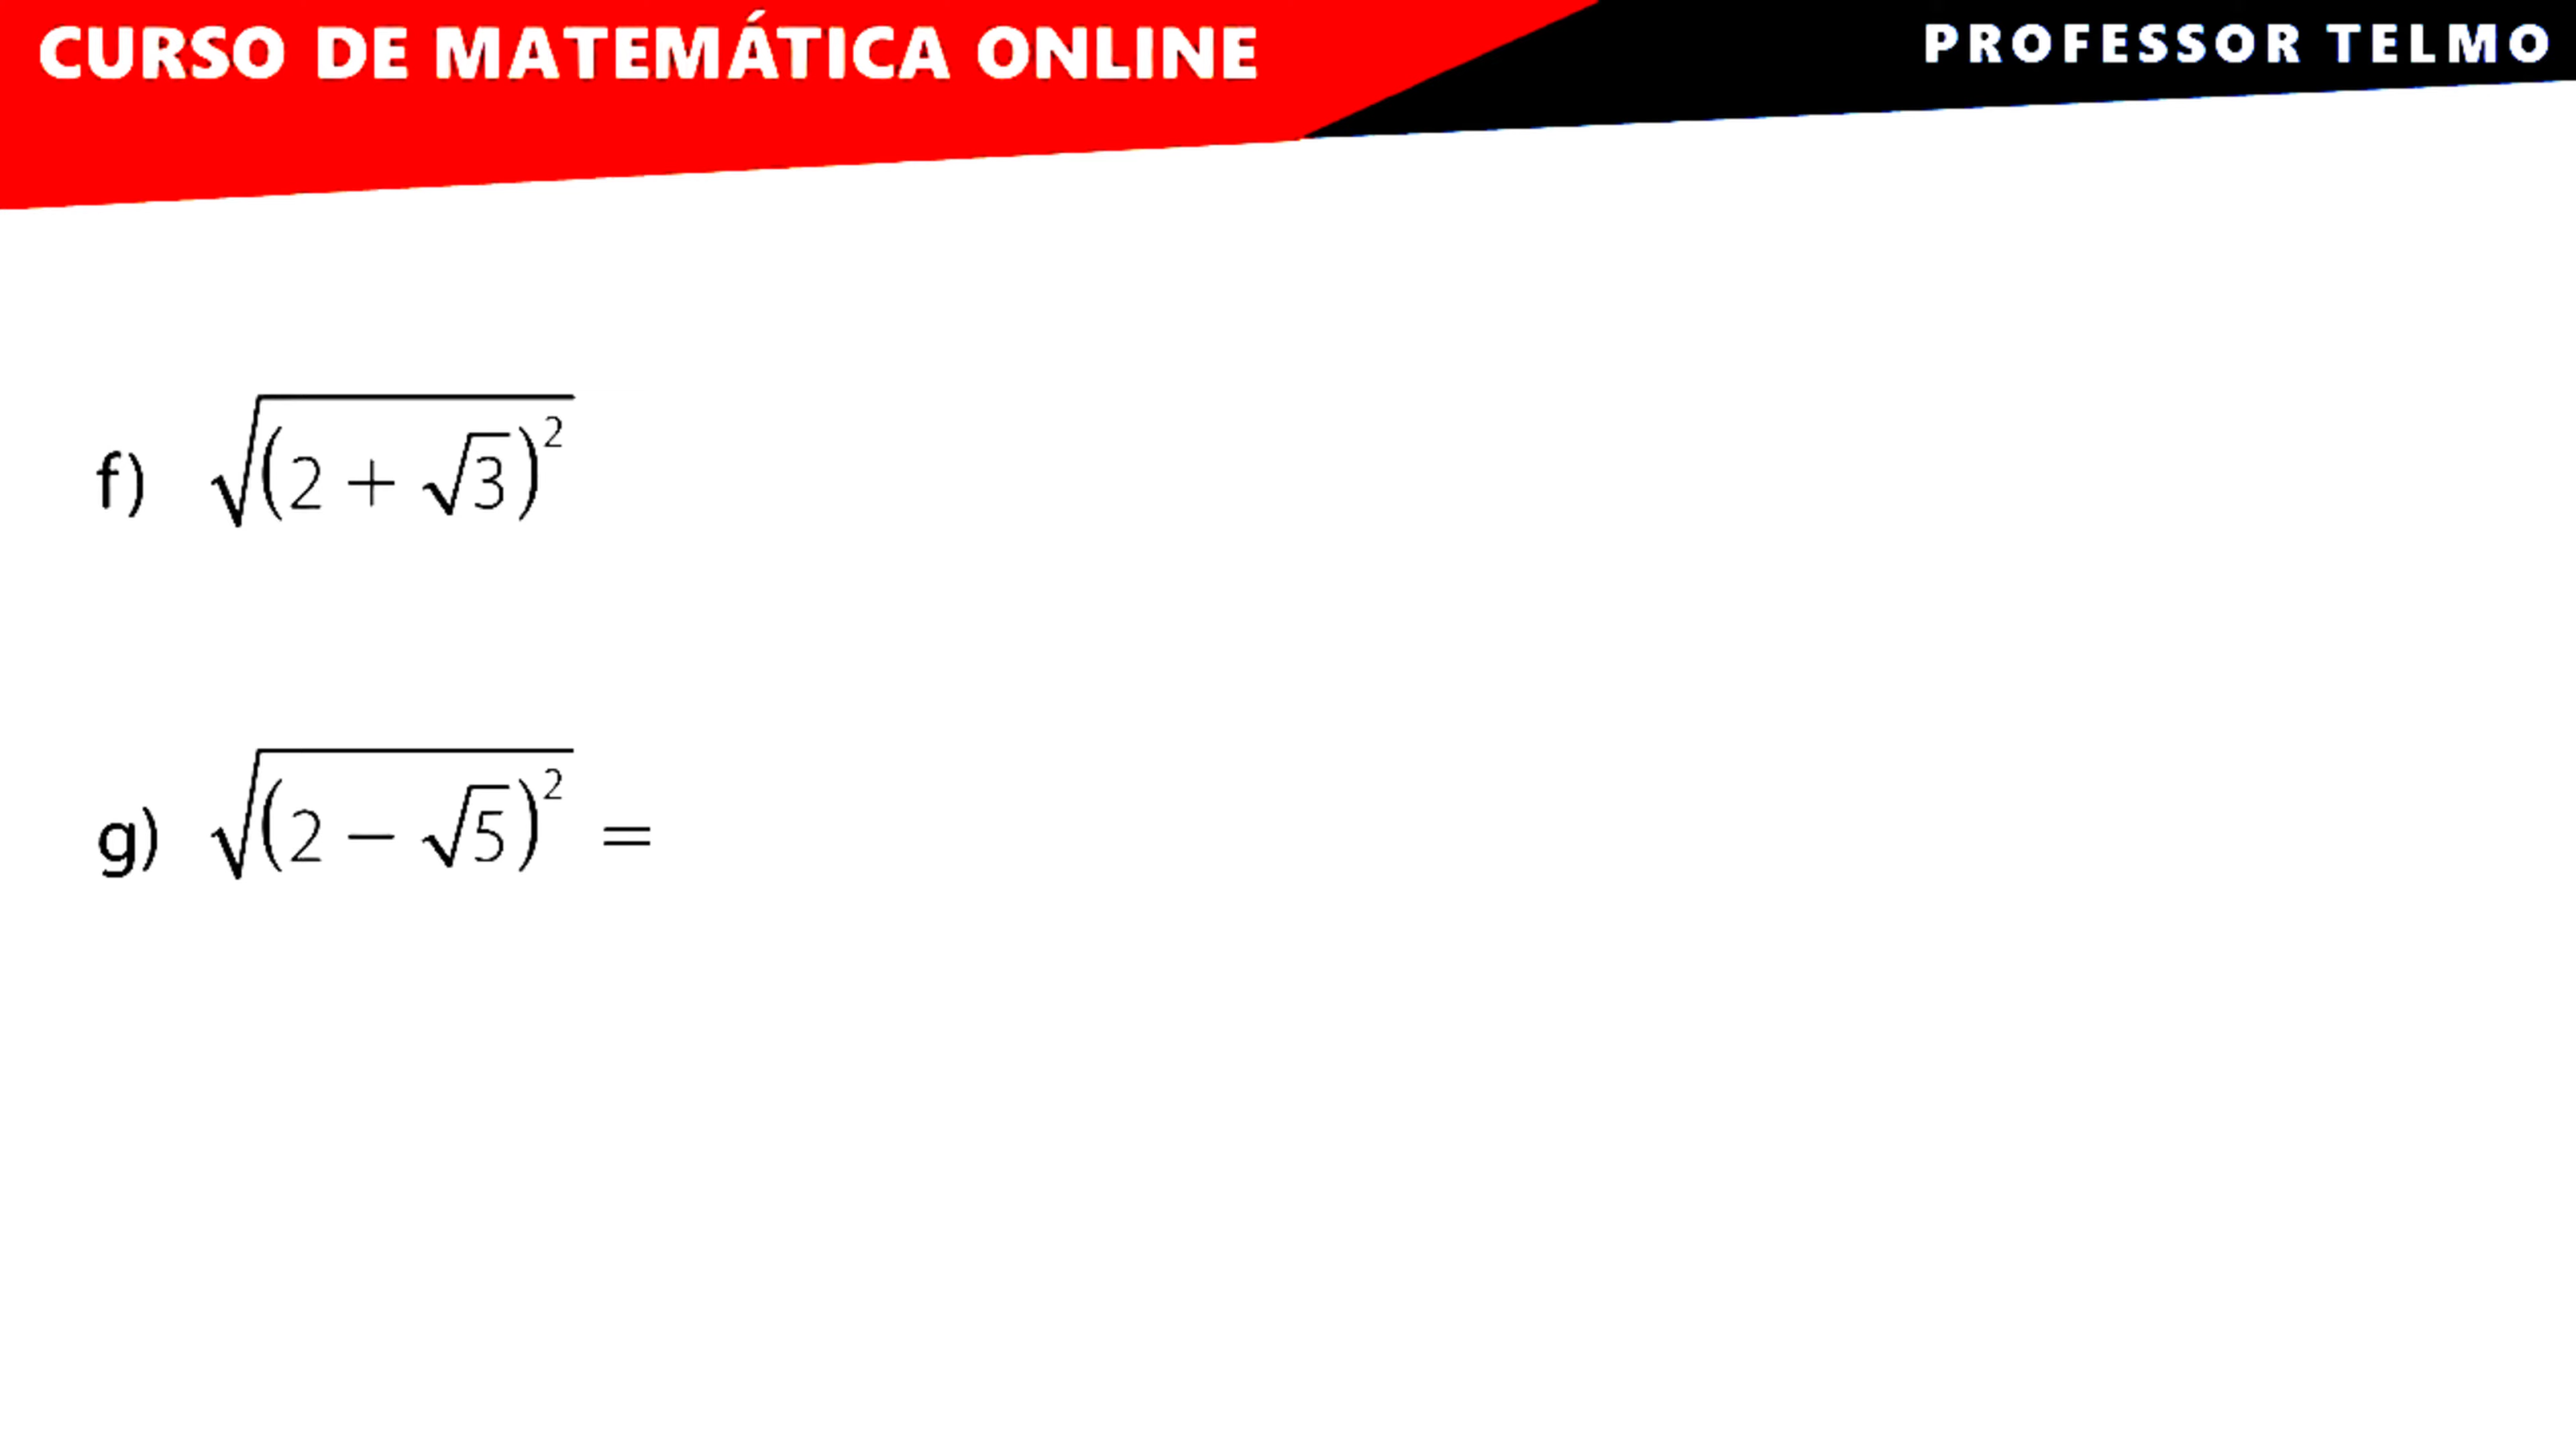 CURSO DE MATEMÁTICA ONLINE
PROFESSOR TELMO
f) √(2 + √3)²
g) √(2 − √5)² =